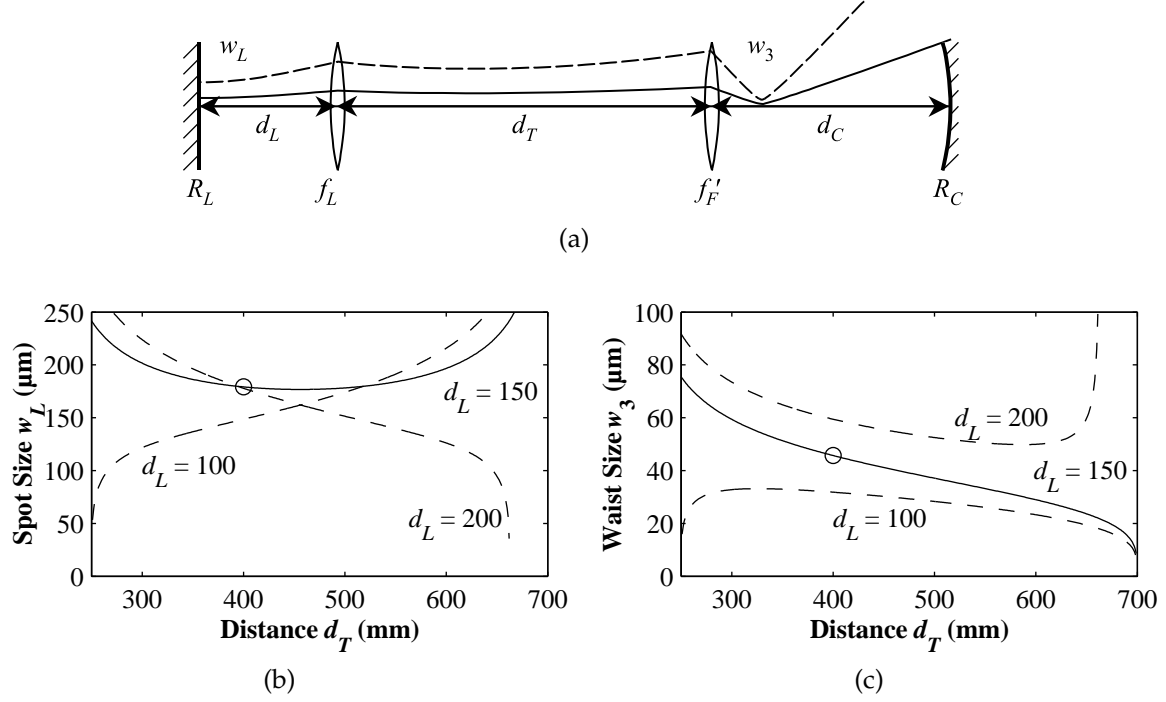 w_L w_3
d_L d_T d_C
R_L f_L f_F' R_C
(a)
250
200
150
100
50
0
300 400 500 600 700
Spot Size w_L (μm)
Distance d_T (mm)
d_L = 150
d_L = 100
d_L = 200
(b)
100
80
60
40
20
0
300 400 500 600 700
Waist Size w_3 (μm)
Distance d_T (mm)
d_L = 200
d_L = 150
d_L = 100
(c)